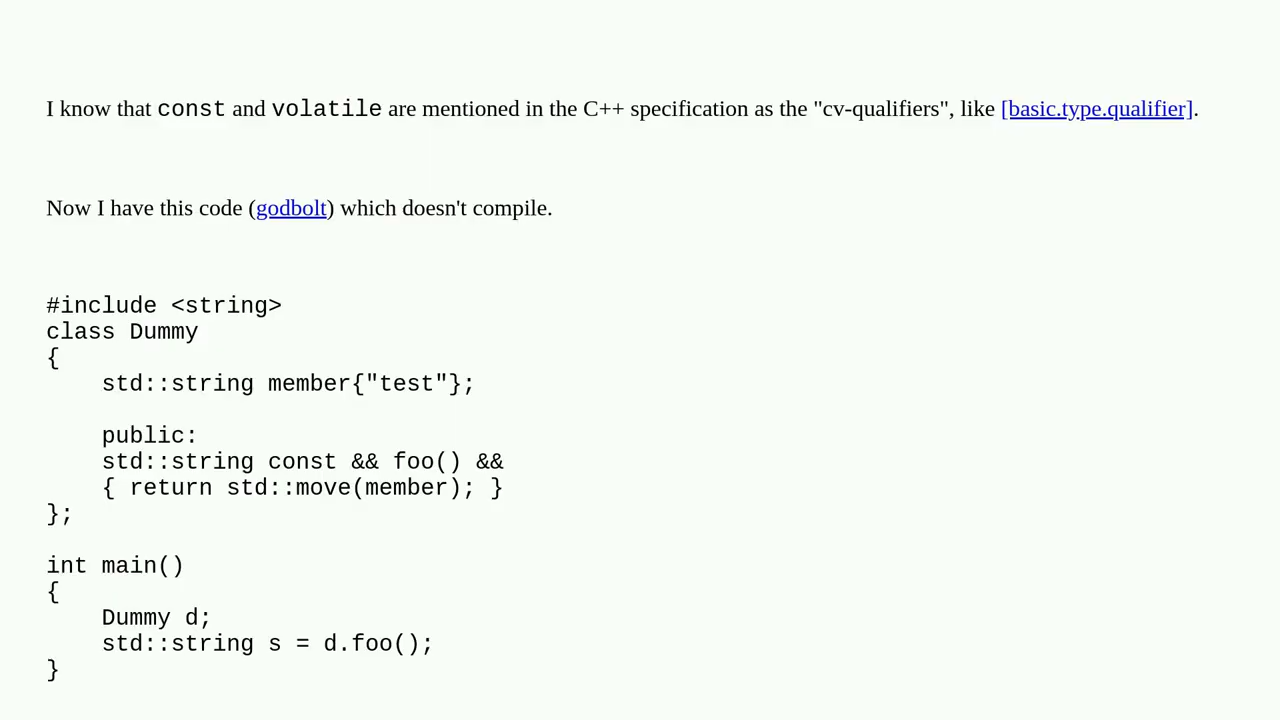 I know that const and volatile are mentioned in the C++ specification as the "cv-qualifiers", like [basic.type.qualifier].
Now I have this code (godbolt) which doesn't compile.
#include <string>
class Dummy
{
    std::string member{"test"};

    public:
    std::string const && foo() &&
    { return std::move(member); }
};

int main()
{
    Dummy d;
    std::string s = d.foo();
}